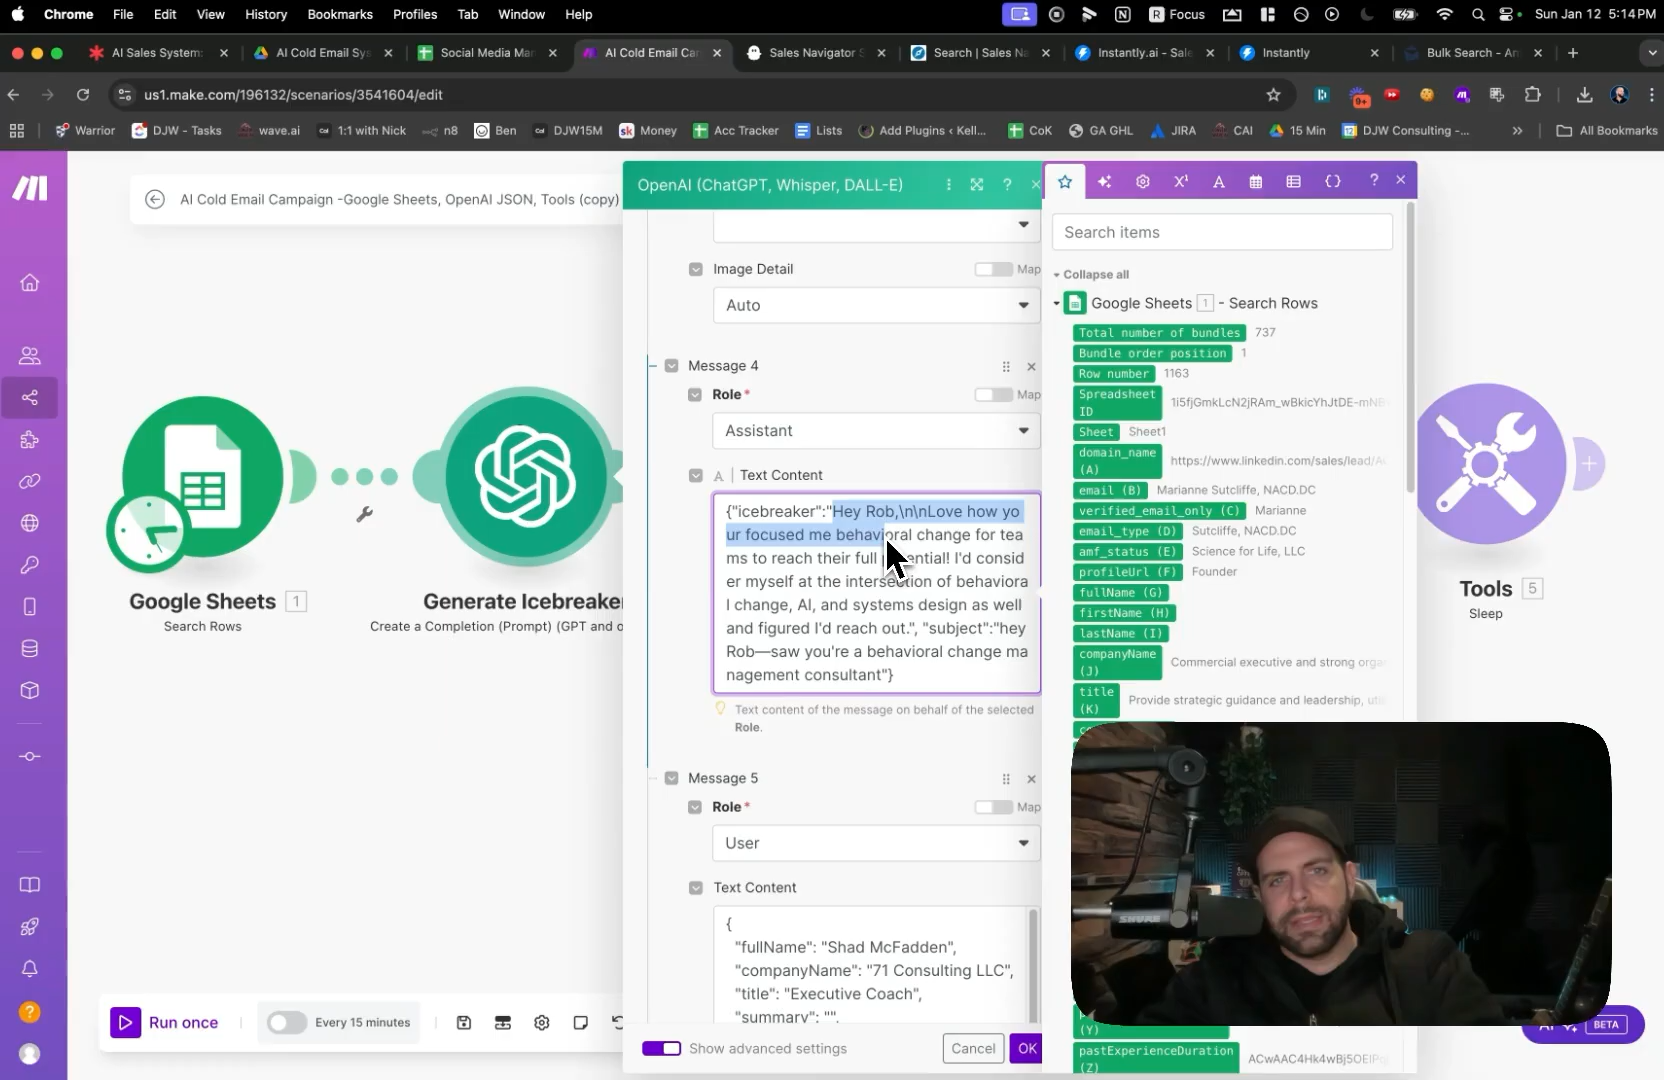 Chrome File Edit View History Bookmarks Profiles Tab Window Help Focus Sun Jan 12 5:14PM
AI Sales System: AI Cold Email Sys Social Media Mar AI Cold Email Car Sales Navigator S Search | Sales Na Instantly.ai - Sale Instantly Bulk Search - An
us1.make.com/196132/scenarios/3541604/edit
9+
Warrior DJW - Tasks wave.ai Cal 1:1 with Nick n8 Ben Cal DJW15M sk Money Acc Tracker Lists Add Plugins ‹ Kell... CoK GA GHL JIRA CAI 15 Min DJW Consulting -... » All Bookmarks
AI Cold Email Campaign -Google Sheets, OpenAI JSON, Tools (copy)
OpenAI (ChatGPT, Whisper, DALL-E)
Image Detail Map
Auto
Message 4
Role* Map
Assistant
A | Text Content
{"icebreaker":"Hey Rob,\n\nLove how yo
ur focused me behavioral change for tea
ms to reach their full potential! I'd consid
er myself at the intersection of behaviora
l change, AI, and systems design as well
and figured I'd reach out.", "subject":"hey
Rob—saw you're a behavioral change ma
nagement consultant"}
Text content of the message on behalf of the selected
Role.
Message 5
Role* Map
User
Text Content
{
"fullName": "Shad McFadden",
"companyName": "71 Consulting LLC",
"title": "Executive Coach",
"summary": "",
Show advanced settings Cancel OK
Search items
Collapse all
Google Sheets 1 - Search Rows
Total number of bundles 737
Bundle order position 1
Row number 1163
Spreadsheet
ID 1i5fjGmkLcN2jRAm_wBkicYhJtDE-mNB
Sheet Sheet1
domain_name
(A) https://www.linkedin.com/sales/lead/A
email (B) Marianne Sutcliffe, NACD.DC
verified_email_only (C) Marianne
email_type (D) Sutcliffe, NACD.DC
amf_status (E) Science for Life, LLC
profileUrl (F) Founder
fullName (G)
firstName (H)
lastName (I)
companyName
(J) Commercial executive and strong orga
title
(K) Provide strategic guidance and leadership, uti
(Y)
pastExperienceDuration
(Z) ACwAAC4Hk4wBj5OEIP
Google Sheets 1
Search Rows
Generate Icebreaker
Create a Completion (Prompt) (GPT and o
Tools 5
Sleep
SHURE
Run once Every 15 minutes
AI BETA